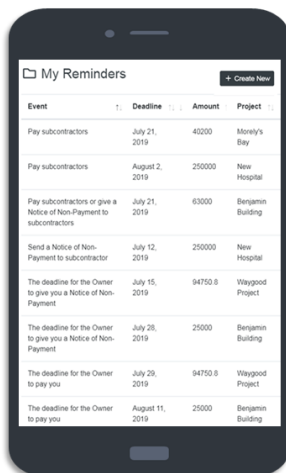 My Reminders
+ Create New
Event Deadline Amount Project
Pay subcontractors July 21, 40200 Morely's
2019 Bay
Pay subcontractors August 2, 250000 New
2019 Hospital
Pay subcontractors or give a July 21, 63000 Benjamin
Notice of Non-Payment to 2019 Building
subcontractors
Send a Notice of Non- July 12, 250000 New
Payment to subcontractor 2019 Hospital
The deadline for the Owner July 15, 94750.8 Waygood
to give you a Notice of Non- 2019 Project
Payment
The deadline for the Owner July 28, 25000 Benjamin
to give you a Notice of Non- 2019 Building
Payment
The deadline for the Owner July 29, 94750.8 Waygood
to pay you 2019 Project
The deadline for the Owner August 11, 25000 Benjamin
to pay you 2019 Building